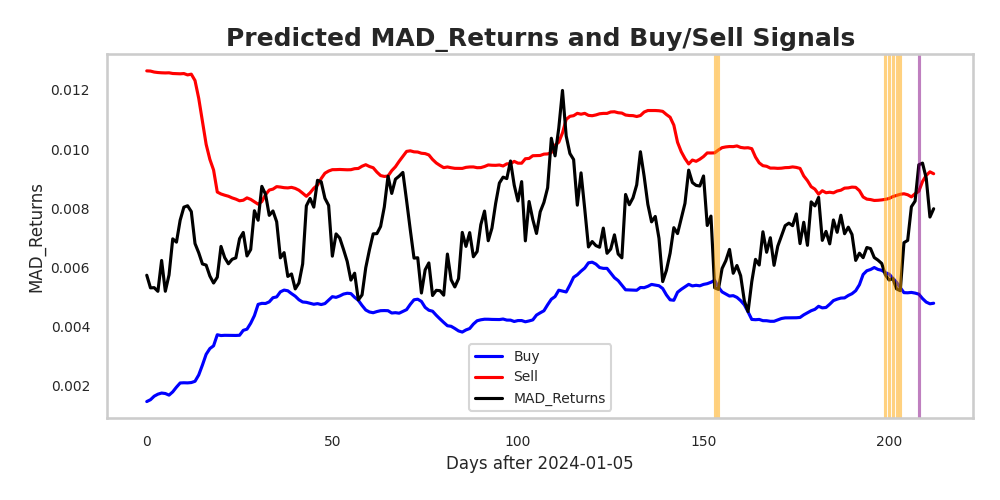 Predicted MAD_Returns and Buy/Sell Signals
MAD_Returns
0.012
0.010
0.008
0.006
0.004
0.002
0
50
100
150
200
Days after 2024-01-05
Buy
Sell
MAD_Returns